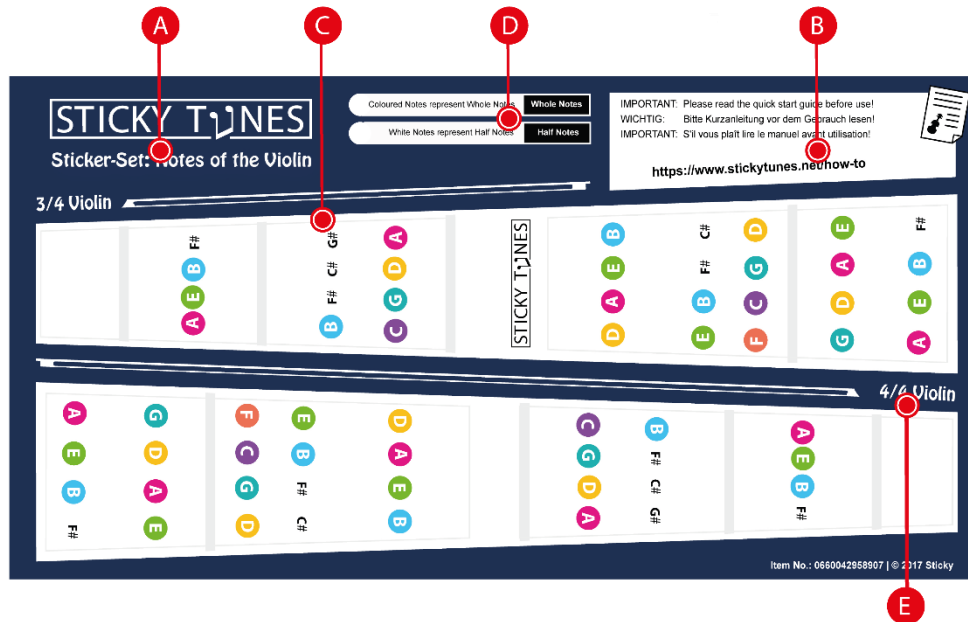 A C D B
STICKY TUNES
Sticker-Set: Notes of the Violin
Coloured Notes represent Whole Notes Whole Notes
White Notes represent Half Notes Half Notes
IMPORTANT: Please read the quick start guide before use!
WICHTIG: Bitte Kurzanleitung vor dem Gebrauch lesen!
IMPORTANT: S'il vous plaît lire le manuel avant utilisation!
https://www.stickytunes.net/how-to
3/4 Violin
F# G# A
B C# D
E F# G
A B C
STICKY TUNES
B C# D E F#
E F# G A B
A B C D E
D E F G A
4/4 Violin
A G F E D C B A
E D C B A G F# E
B A G F# E D C# B
F# E D C# B A G# F#
Item No.: 0660042958907 | © 2017 Sticky
E